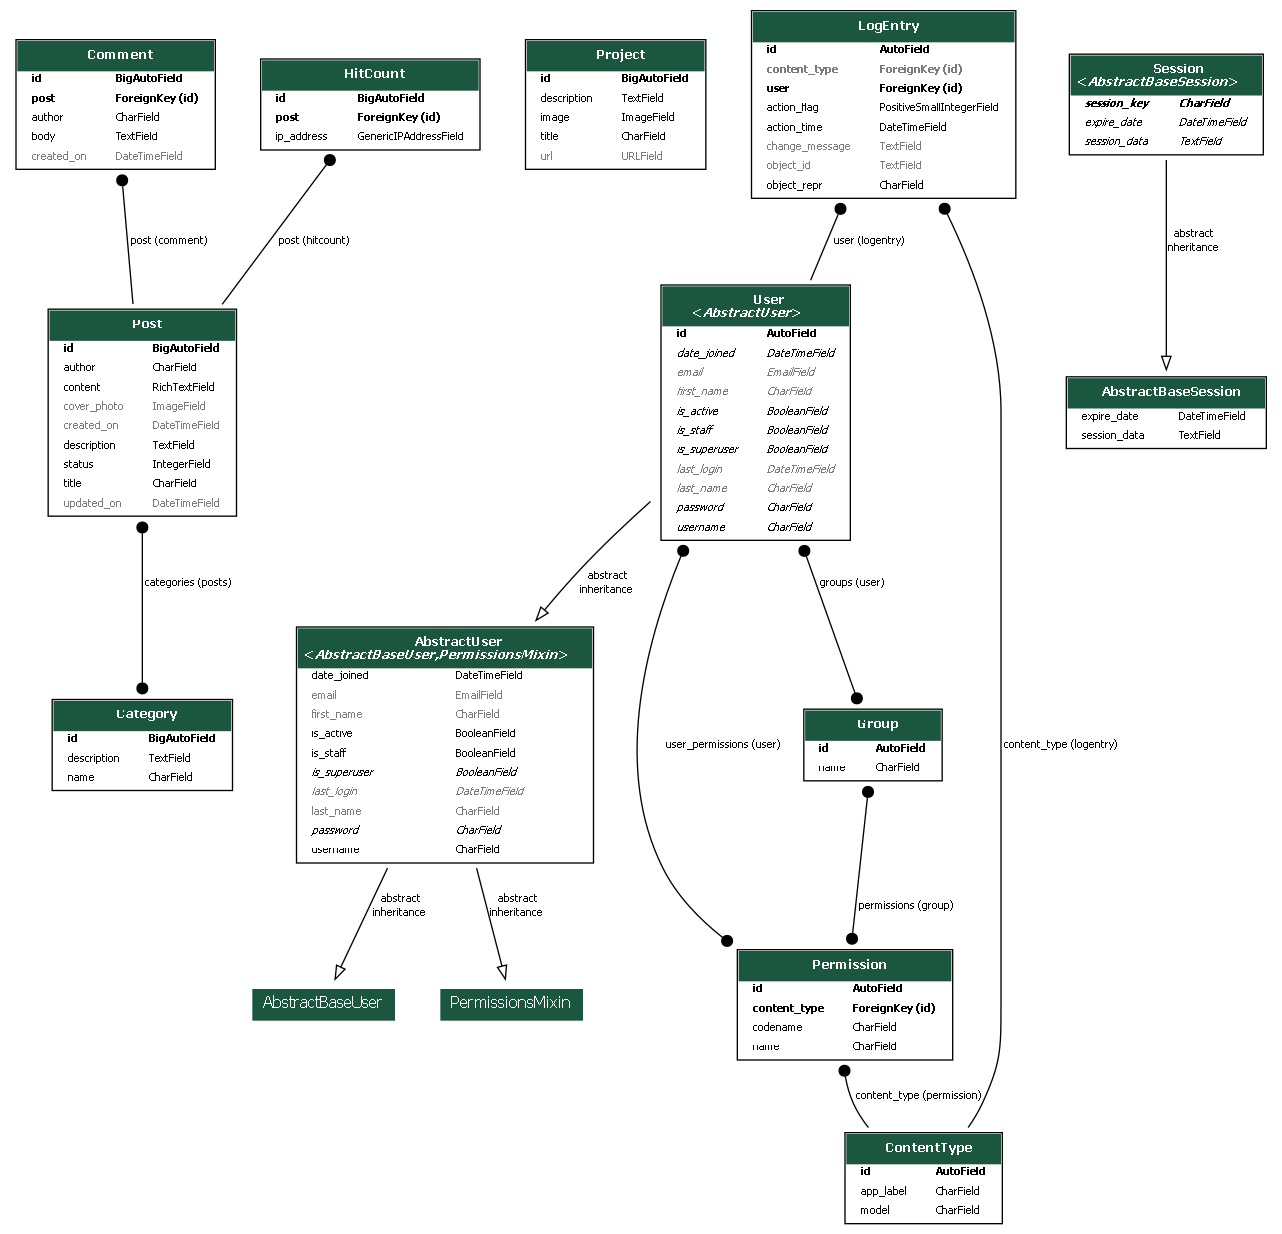 Comment
id BigAutoField
post ForeignKey (id)
author CharField
body TextField
created_on DateTimeField
HitCount
id BigAutoField
post ForeignKey (id)
ip_address GenericIPAddressField
Project
id BigAutoField
description TextField
image ImageField
title CharField
url URLField
LogEntry
id AutoField
content_type ForeignKey (id)
user ForeignKey (id)
action_flag PositiveSmallIntegerField
action_time DateTimeField
change_message TextField
object_id TextField
object_repr CharField
Session
<AbstractBaseSession>
session_key CharField
expire_date DateTimeField
session_data TextField
post (comment)
post (hitcount)
user (logentry)
abstract
inheritance
Post
id BigAutoField
author CharField
content RichTextField
cover_photo ImageField
created_on DateTimeField
description TextField
status IntegerField
title CharField
updated_on DateTimeField
User
<AbstractUser>
id AutoField
date_joined DateTimeField
email EmailField
first_name CharField
is_active BooleanField
is_staff BooleanField
is_superuser BooleanField
last_login DateTimeField
last_name CharField
password CharField
username CharField
AbstractBaseSession
expire_date DateTimeField
session_data TextField
categories (posts)
abstract
inheritance
groups (user)
AbstractUser
<AbstractBaseUser,PermissionsMixin>
date_joined DateTimeField
email EmailField
first_name CharField
is_active BooleanField
is_staff BooleanField
is_superuser BooleanField
last_login DateTimeField
last_name CharField
password CharField
username CharField
Category
id BigAutoField
description TextField
name CharField
user_permissions (user)
Group
id AutoField
name CharField
content_type (logentry)
abstract
inheritance
abstract
inheritance
permissions (group)
AbstractBaseUser
PermissionsMixin
Permission
id AutoField
content_type ForeignKey (id)
codename CharField
name CharField
content_type (permission)
ContentType
id AutoField
app_label CharField
model CharField